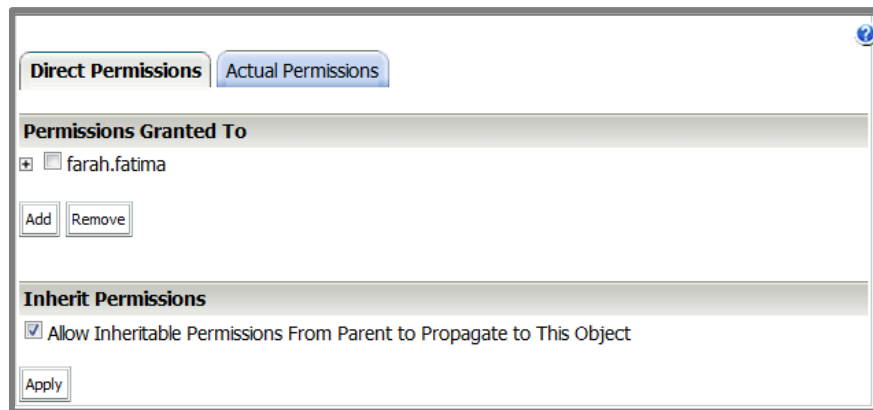 Direct Permissions Actual Permissions
Permissions Granted To
farah.fatima
Add Remove
Inherit Permissions
Allow Inheritable Permissions From Parent to Propagate to This Object
Apply